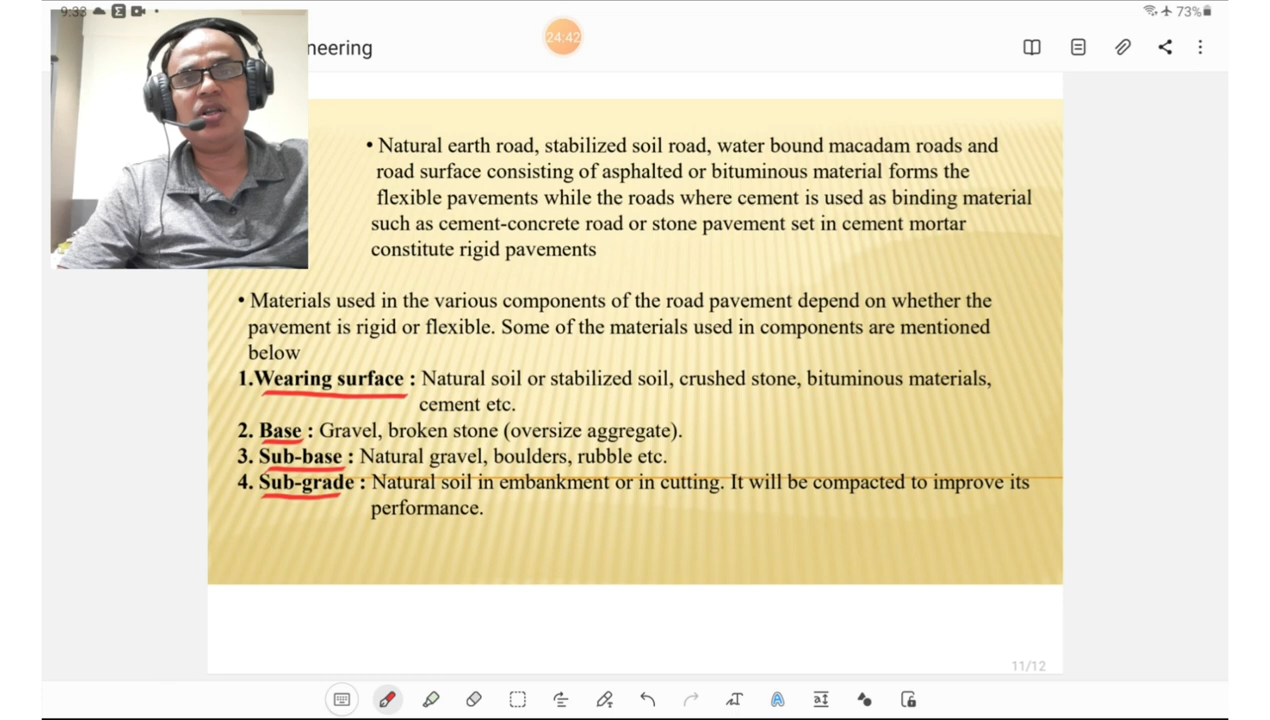 9:33
73%
neering
24:42
• Natural earth road, stabilized soil road, water bound macadam roads and
road surface consisting of asphalted or bituminous material forms the
flexible pavements while the roads where cement is used as binding material
such as cement-concrete road or stone pavement set in cement mortar
constitute rigid pavements
• Materials used in the various components of the road pavement depend on whether the
pavement is rigid or flexible. Some of the materials used in components are mentioned
below
1.Wearing surface : Natural soil or stabilized soil, crushed stone, bituminous materials,
cement etc.
2. Base : Gravel, broken stone (oversize aggregate).
3. Sub-base : Natural gravel, boulders, rubble etc.
4. Sub-grade : Natural soil in embankment or in cutting. It will be compacted to improve its
performance.
11/12